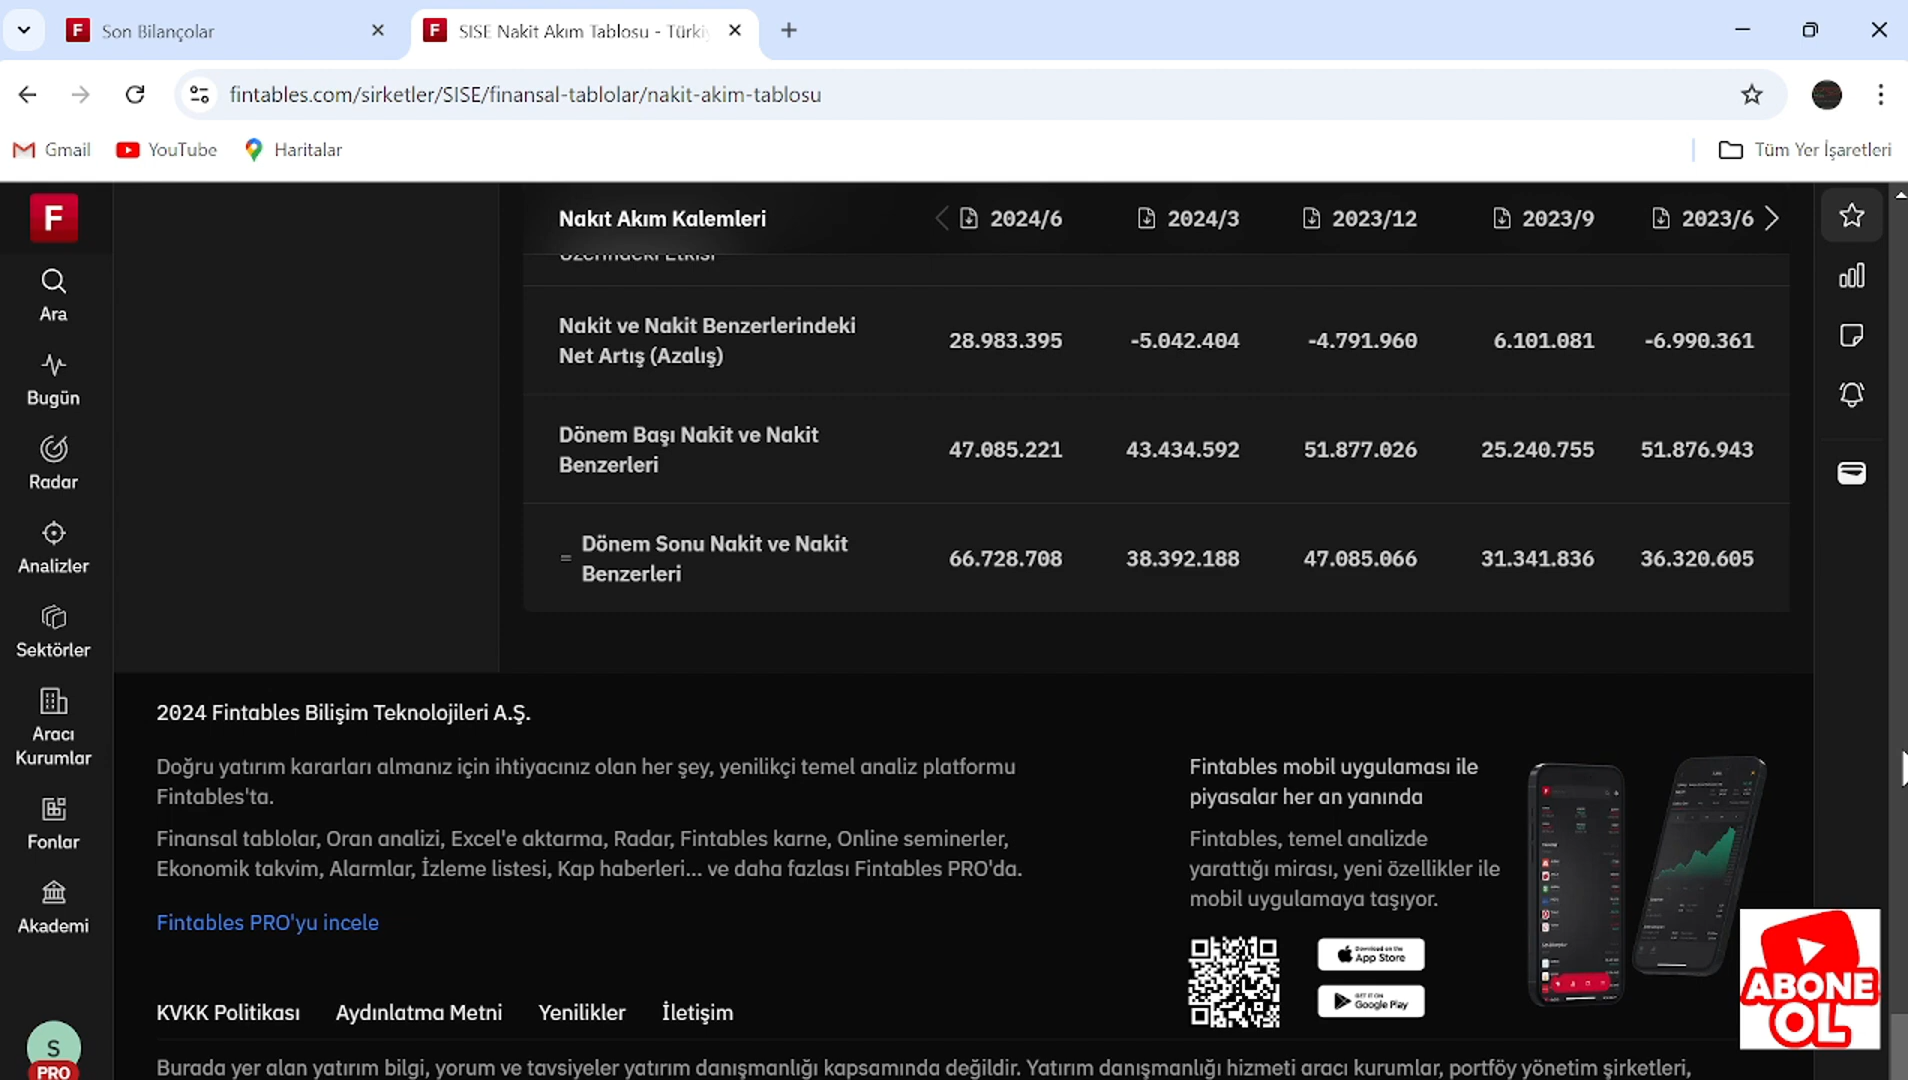 Son Bilançolar
SISE Nakit Akım Tablosu - Türki
fintables.com/sirketler/SISE/finansal-tablolar/nakit-akim-tablosu
Gmail YouTube Haritalar Tüm Yer İşaretleri
F
Ara
Bugün
Radar
Analizler
Sektörler
Aracı
Kurumlar
Fonlar
Akademi
S
PRO
Nakıt Akım Kalemleri 2024/6 2024/3 2023/12 2023/9 2023/6
Üzerindeki Etkisi
Nakit ve Nakit Benzerlerindeki
Net Artış (Azalış) 28.983.395 -5.042.404 -4.791.960 6.101.081 -6.990.361
Dönem Başı Nakit ve Nakit
Benzerleri 47.085.221 43.434.592 51.877.026 25.240.755 51.876.943
= Dönem Sonu Nakit ve Nakit
Benzerleri 66.728.708 38.392.188 47.085.066 31.341.836 36.320.605
2024 Fintables Bilişim Teknolojileri A.Ş.
Doğru yatırım kararları almanız için ihtiyacınız olan her şey, yenilikçi temel analiz platformu
Fintables'ta.
Finansal tablolar, Oran analizi, Excel'e aktarma, Radar, Fintables karne, Online seminerler,
Ekonomik takvim, Alarmlar, İzleme listesi, Kap haberleri... ve daha fazlası Fintables PRO'da.
Fintables PRO'yu incele
Fintables mobil uygulaması ile
piyasalar her an yanında
Fintables, temel analizde
yarattığı mirası, yeni özellikler ile
mobil uygulamaya taşıyor.
Download on the
App Store
GET IT ON
Google Play
ABONE
OL
KVKK Politikası Aydınlatma Metni Yenilikler İletişim
Burada yer alan yatırım bilgi, yorum ve tavsiyeler yatırım danışmanlığı kapsamında değildir. Yatırım danışmanlığı hizmeti aracı kurumlar, portföy yönetim şirketleri,